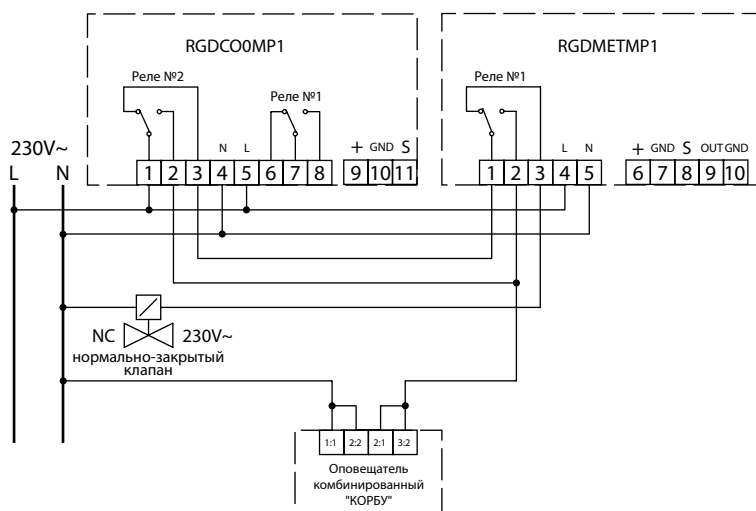 RGDCO0MP1
RGDMETMP1
Реле №2
Реле №1
Реле №1
230V~
L N
N L
+ GND S
L N
+ GND S OUT GND
1 2 3 4 5 6 7 8 9 10 11
1 2 3 4 5 6 7 8 9 10
NC 230V~
нормально-закрытый
клапан
1:1 2:2 2:1 3:2
Оповещатель
комбинированный
"КОРБУ"